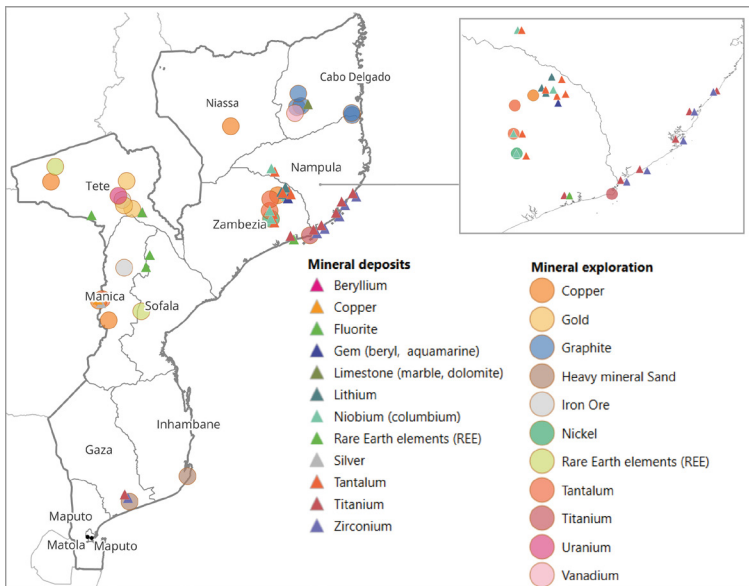 Cabo Delgado
Niassa
Nampula
Tete
Zambezia
Manica
Sofala
Inhambane
Gaza
Maputo
Matola
Maputo
Mineral deposits
Beryllium
Copper
Fluorite
Gem (beryl, aquamarine)
Limestone (marble, dolomite)
Lithium
Niobium (columbium)
Rare Earth elements (REE)
Silver
Tantalum
Titanium
Zirconium
Mineral exploration
Copper
Gold
Graphite
Heavy mineral Sand
Iron Ore
Nickel
Rare Earth elements (REE)
Tantalum
Titanium
Uranium
Vanadium